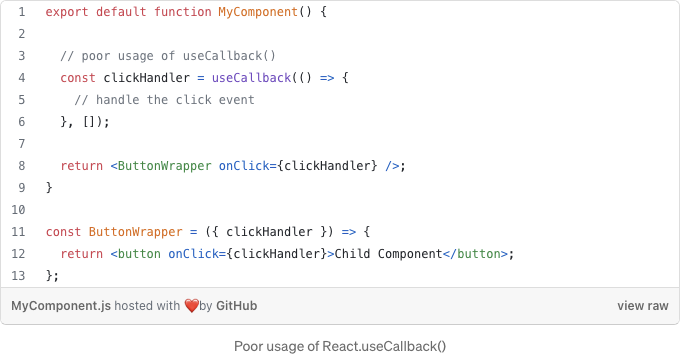 1 export default function MyComponent() {
2
3 // poor usage of useCallback()
4 const clickHandler = useCallback(() => {
5 // handle the click event
6 }, []);
7
8 return <ButtonWrapper onClick={clickHandler} />;
9 }
10
11 const ButtonWrapper = ({ clickHandler }) => {
12 return <button onClick={clickHandler}>Child Component</button>;
13 };
MyComponent.js hosted with ❤️by GitHub view raw
Poor usage of React.useCallback()